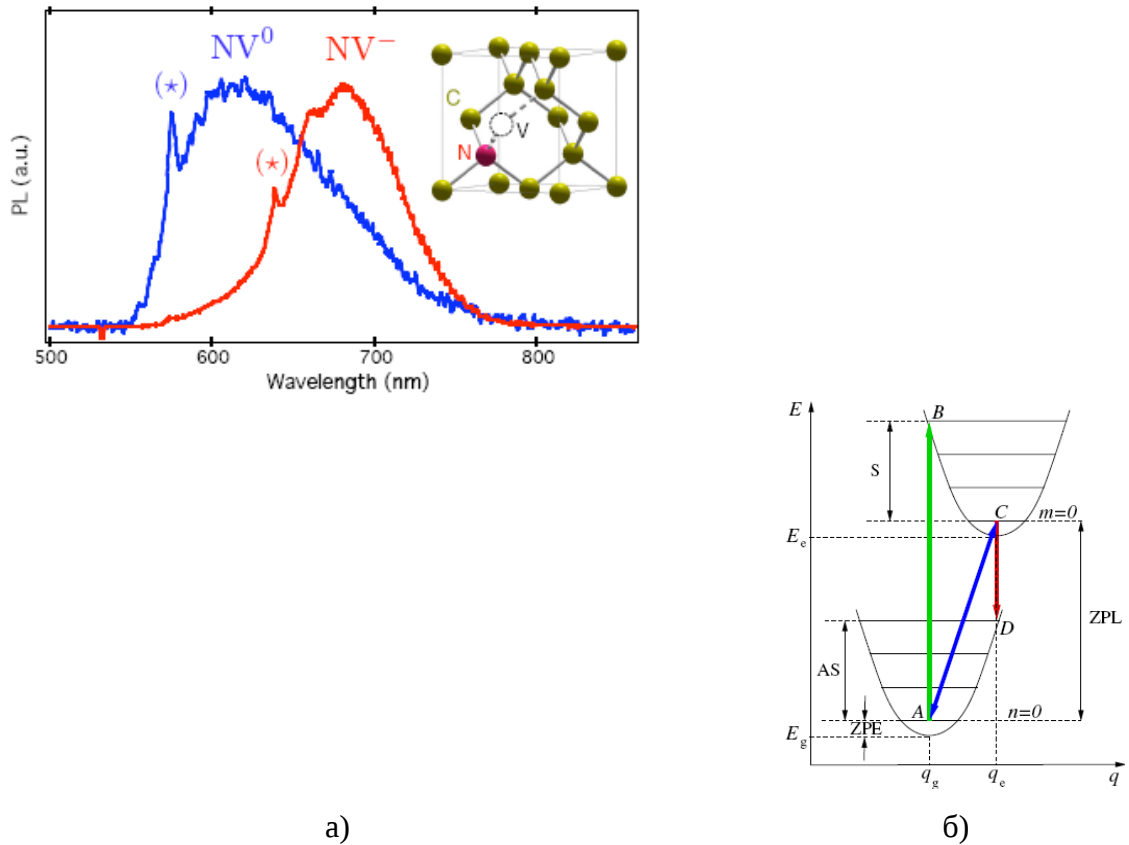 NV⁰ NV⁻
(⋆)
C
V
(⋆)
N
PL (a.u.)
500 600 700 800
Wavelength (nm)
E
B
S
C m=0
Eₑ
ZPL
D
AS
A n=0
ZPE
E_g
q_g qₑ q
а) б)